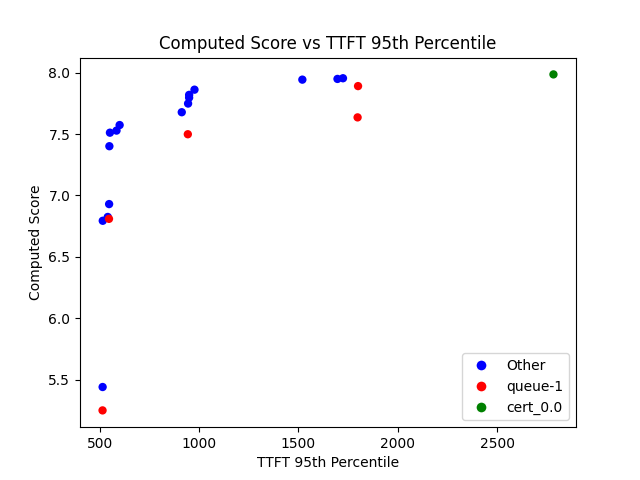 Computed Score vs TTFT 95th Percentile
8.0
7.5
7.0
6.5
6.0
5.5
Computed Score
500 1000 1500 2000 2500
TTFT 95th Percentile
Other
queue-1
cert_0.0